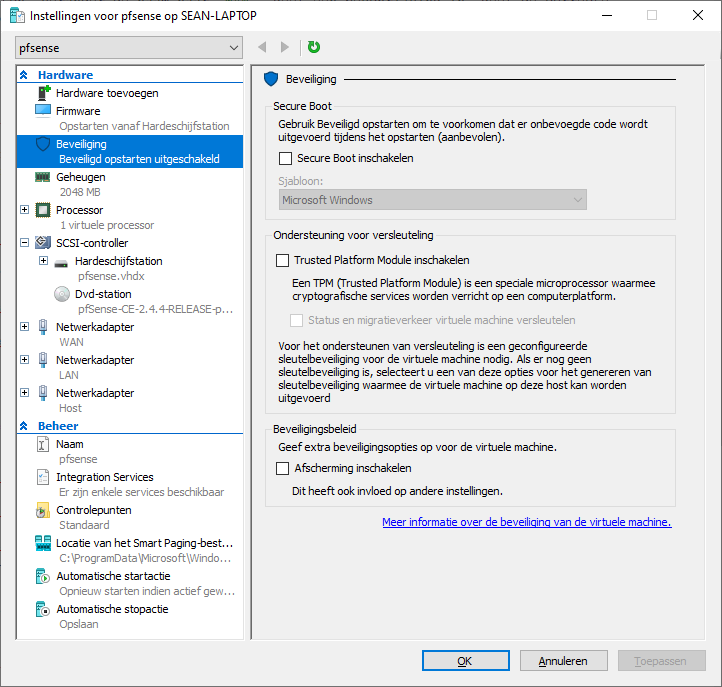 Instellingen voor pfsense op SEAN-LAPTOP
pfsense
Hardware
Hardware toevoegen
Firmware
Opstarten vanaf Hardeschijfstation
Beveiliging
Beveiligd opstarten uitgeschakeld
Geheugen
2048 MB
Processor
1 virtuele processor
SCSI-controller
Hardeschijfstation
pfsense.vhdx
Dvd-station
pfSense-CE-2.4.4-RELEASE-p...
Netwerkadapter
WAN
Netwerkadapter
LAN
Netwerkadapter
Host
Beheer
Naam
pfsense
Integration Services
Er zijn enkele services beschikbaar
Controlepunten
Standaard
Locatie van het Smart Paging-best...
C:\ProgramData\Microsoft\Windo...
Automatische startactie
Opnieuw starten indien actief gew...
Automatische stopactie
Opslaan
Beveiliging
Secure Boot
Gebruik Beveiligd opstarten om te voorkomen dat er onbevoegde code wordt
uitgevoerd tijdens het opstarten (aanbevolen).
Secure Boot inschakelen
Sjabloon:
Microsoft Windows
Ondersteuning voor versleuteling
Trusted Platform Module inschakelen
Een TPM (Trusted Platform Module) is een speciale microprocessor waarmee
cryptografische services worden verricht op een computerplatform.
Status en migratieverkeer virtuele machine versleutelen
Voor het ondersteunen van versleuteling is een geconfigureerde
sleutelbeveiliging voor de virtuele machine nodig. Als er nog geen
sleutelbeveiliging is, selecteert u een van deze opties voor het genereren van
sleutelbeveiliging waarmee de virtuele machine op deze host kan worden
uitgevoerd
Beveiligingsbeleid
Geef extra beveiligingsopties op voor de virtuele machine.
Afscherming inschakelen
Dit heeft ook invloed op andere instellingen.
Meer informatie over de beveiliging van de virtuele machine.
OK
Annuleren
Toepassen